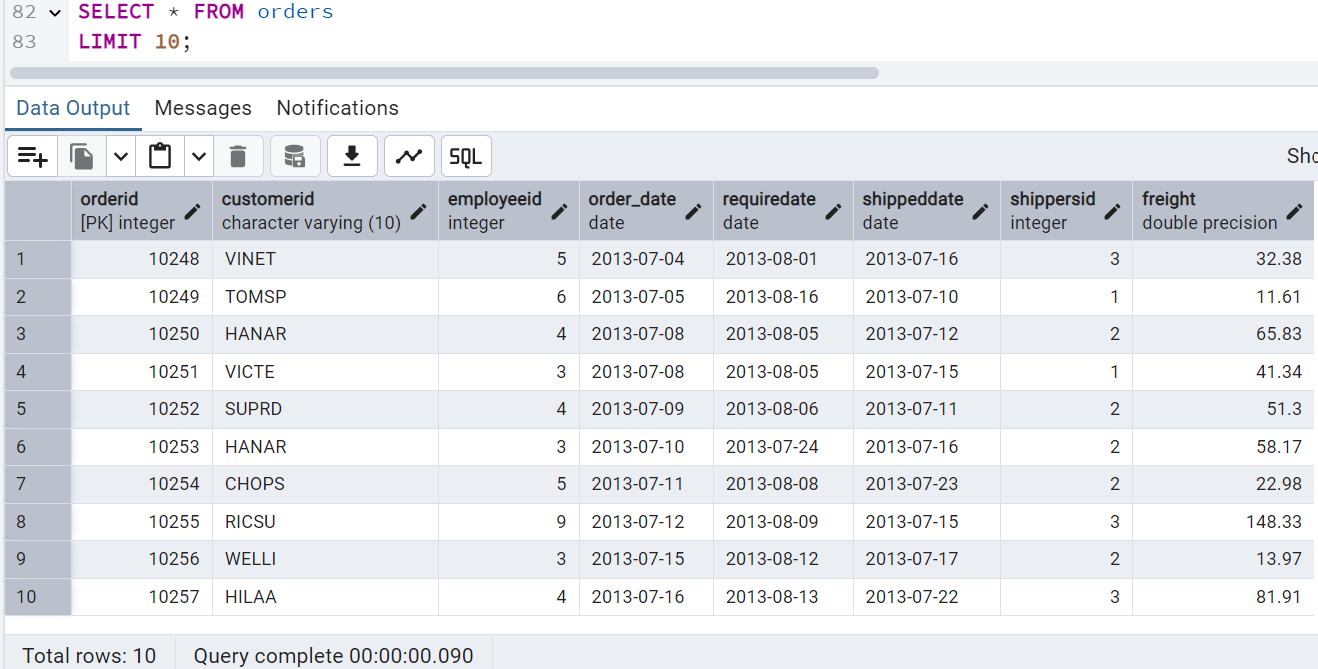 82 SELECT * FROM orders
83 LIMIT 10;
Data Output Messages Notifications
SQL
orderid customerid employeeid order_date requiredate shippeddate shippersid freight
[PK] integer character varying (10) integer date date date integer double precision
1 10248 VINET 5 2013-07-04 2013-08-01 2013-07-16 3 32.38
2 10249 TOMSP 6 2013-07-05 2013-08-16 2013-07-10 1 11.61
3 10250 HANAR 4 2013-07-08 2013-08-05 2013-07-12 2 65.83
4 10251 VICTE 3 2013-07-08 2013-08-05 2013-07-15 1 41.34
5 10252 SUPRD 4 2013-07-09 2013-08-06 2013-07-11 2 51.3
6 10253 HANAR 3 2013-07-10 2013-07-24 2013-07-16 2 58.17
7 10254 CHOPS 5 2013-07-11 2013-08-08 2013-07-23 2 22.98
8 10255 RICSU 9 2013-07-12 2013-08-09 2013-07-15 3 148.33
9 10256 WELLI 3 2013-07-15 2013-08-12 2013-07-17 2 13.97
10 10257 HILAA 4 2013-07-16 2013-08-13 2013-07-22 3 81.91
Total rows: 10 Query complete 00:00:00.090